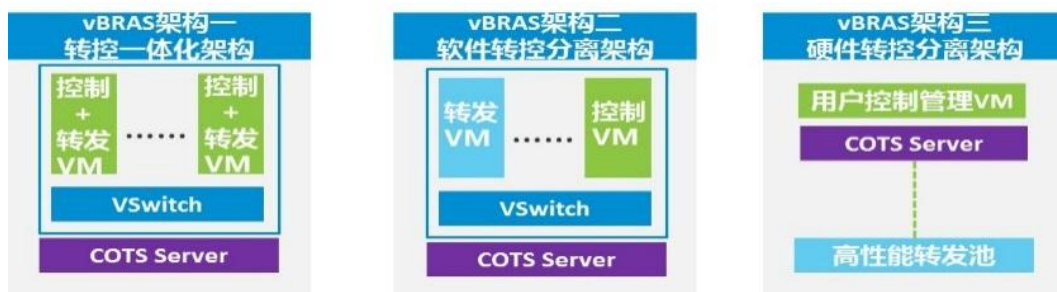 vBRAS架构一
转控一体化架构
控制
+
转发
VM
……
控制
+
转发
VM
VSwitch
COTS Server
vBRAS架构二
软件转控分离架构
转发
VM
……
控制
VM
VSwitch
COTS Server
vBRAS架构三
硬件转控分离架构
用户控制管理VM
COTS Server
高性能转发池